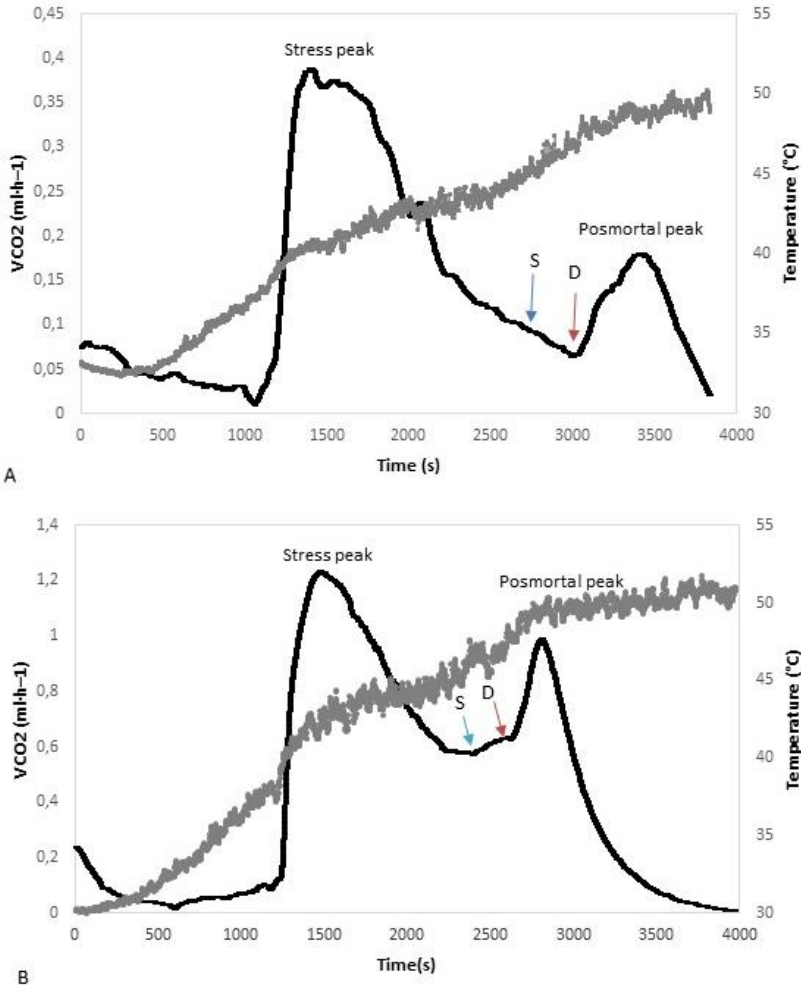 0,45
0,4
0,35
0,3
0,25
0,2
0,15
0,1
0,05
0
VCO2 (ml·h−1)
Stress peak
S
D
Posmortal peak
55
50
45
40
35
30
Temperature (°C)
0 500 1000 1500 2000 2500 3000 3500 4000
Time (s)
A
1,4
1,2
1
0,8
0,6
0,4
0,2
0
VCO2 (ml·h−1)
Stress peak
Posmortal peak
S
D
55
50
45
40
35
30
Temperature (°C)
0 500 1000 1500 2000 2500 3000 3500 4000
Time(s)
B